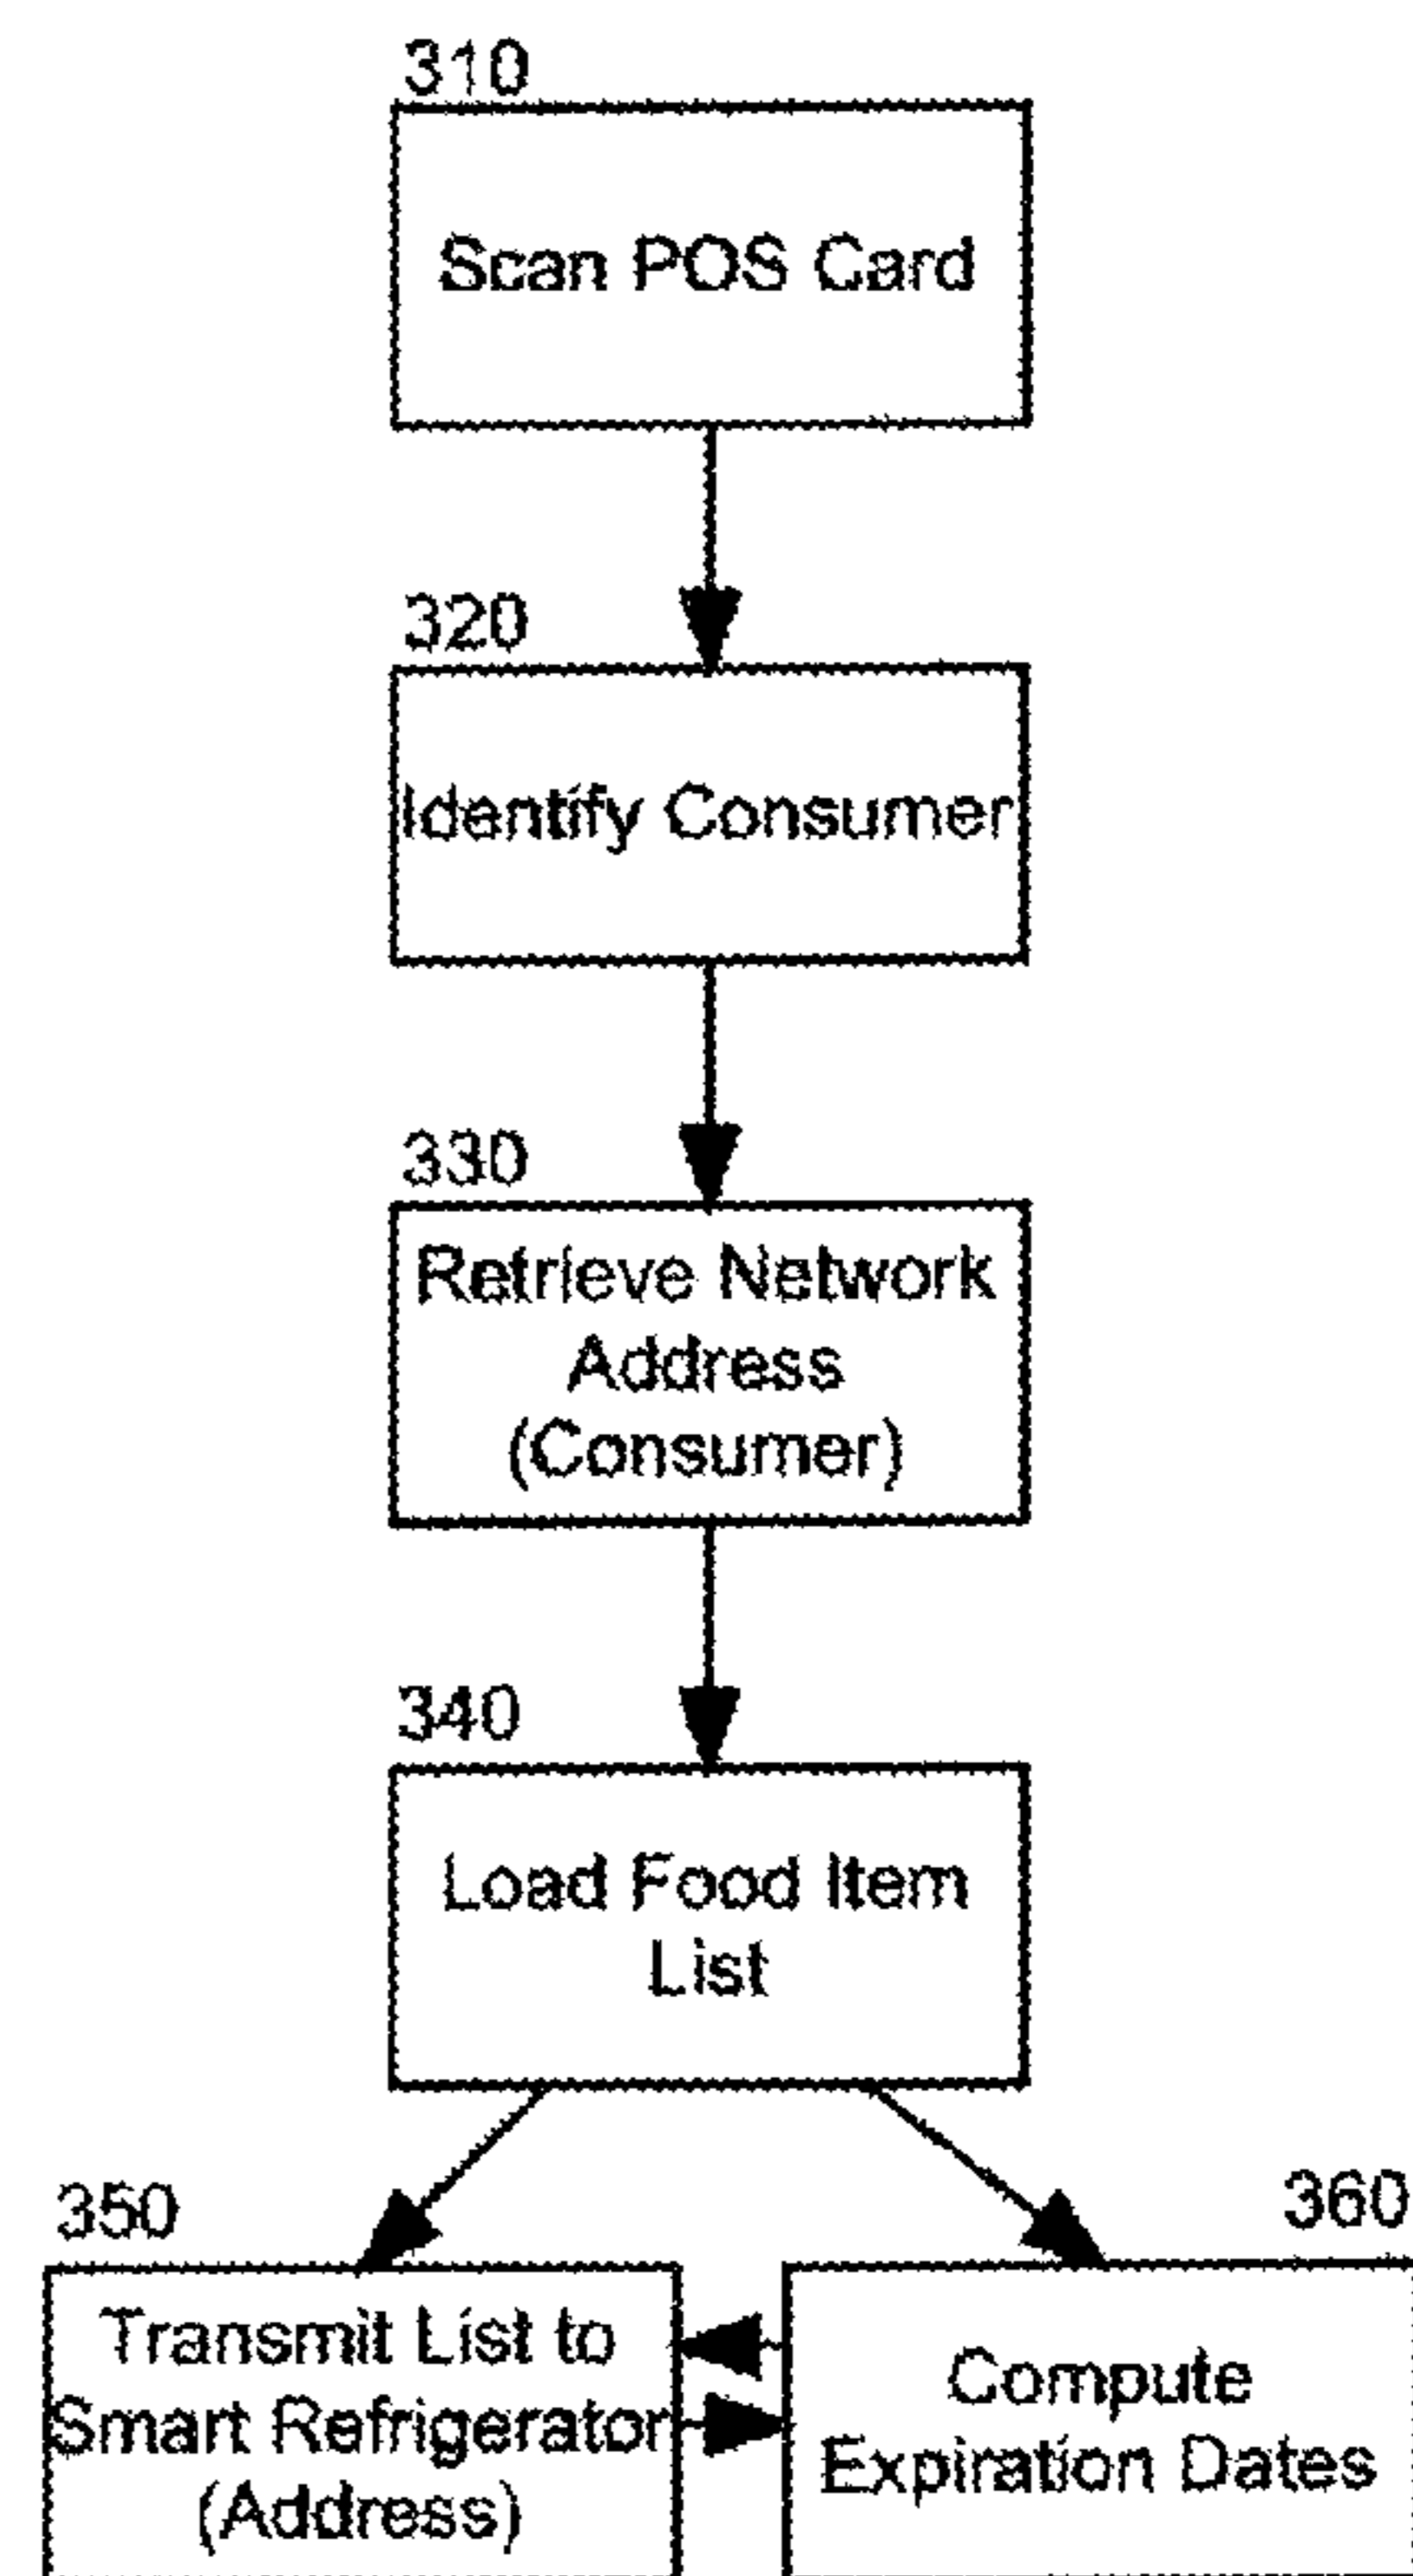 310
Scan POS Card
320
Identify Consumer
330
Retrieve Network
Address
(Consumer)
340
Load Food Item
List
350
Transmit List to
Smart Refrigerator
(Address)
360
Compute
Expiration Dates